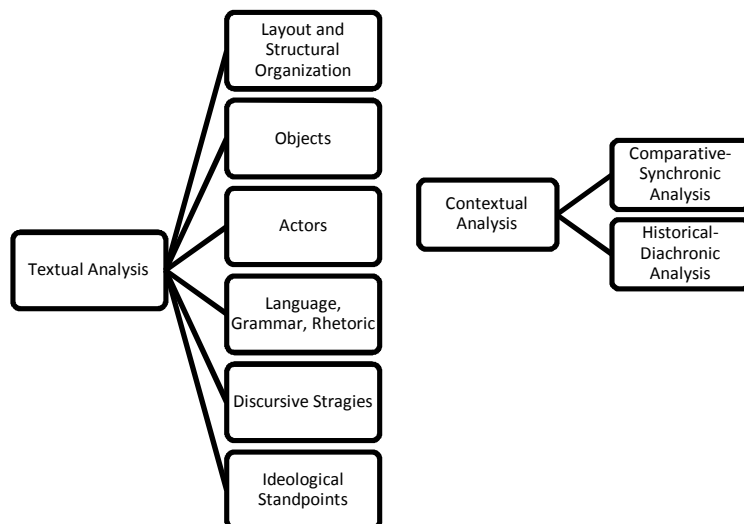 Layout and
Structural
Organization
Objects
Actors
Textual Analysis
Language,
Grammar, Rhetoric
Discursive Stragies
Ideological
Standpoints
Contextual
Analysis
Comparative-
Synchronic
Analysis
Historical-
Diachronic
Analysis